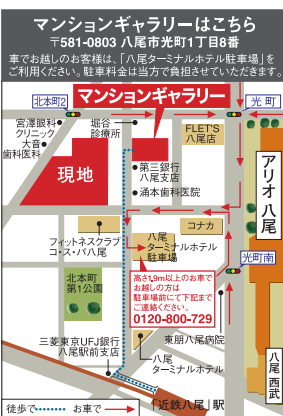 マンションギャラリーはこちら
〒581-0803 八尾市光町1丁目8番
車でお越しのお客様は、「八尾ターミナルホテル駐車場」を
ご利用ください。駐車料金は当方で負担させていただきます。
北本町2
マンションギャラリー
光町
宮澤眼科
クリニック
大音
歯科医科
堀谷
診療所
FLET'S
八尾店
現地
第三銀行
八尾支店
涌本歯科医院
アリオ八尾
フィットネスクラブ
コ・ス・パ八尾
八尾
ターミナルホテル
駐車場
コナカ
光町南
北本町
第1公園
高さ1.9m以上のお車で
お越しの方は
駐車場前にて下記まで
ご連絡ください。
0120-800-729
三菱東京UFJ銀行
八尾駅前支店
東朋八尾病院
八尾
ターミナルホテル
八尾 西武
徒歩で
お車で
近鉄八尾駅